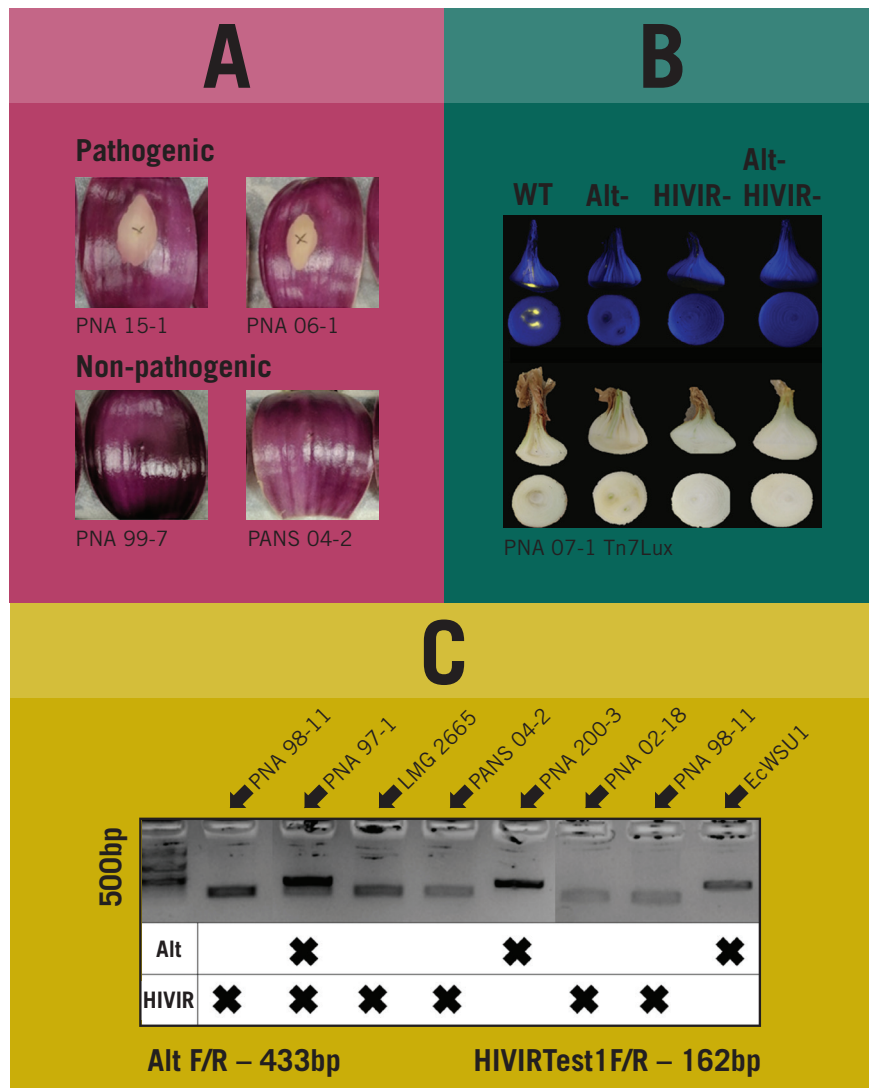 A
B
Pathogenic
PNA 15-1
PNA 06-1
Non-pathogenic
PNA 99-7
PANS 04-2
WT
Alt-
HIVIR-
Alt-
HIVIR-
PNA 07-1 Tn7Lux
C
PNA 98-11
PNA 97-1
LMG 2665
PANS 04-2
PNA 200-3
PNA 02-18
PNA 98-11
EcWSU1
500bp
Alt
HIVIR
Alt F/R – 433bp
HIVIRTest1F/R – 162bp